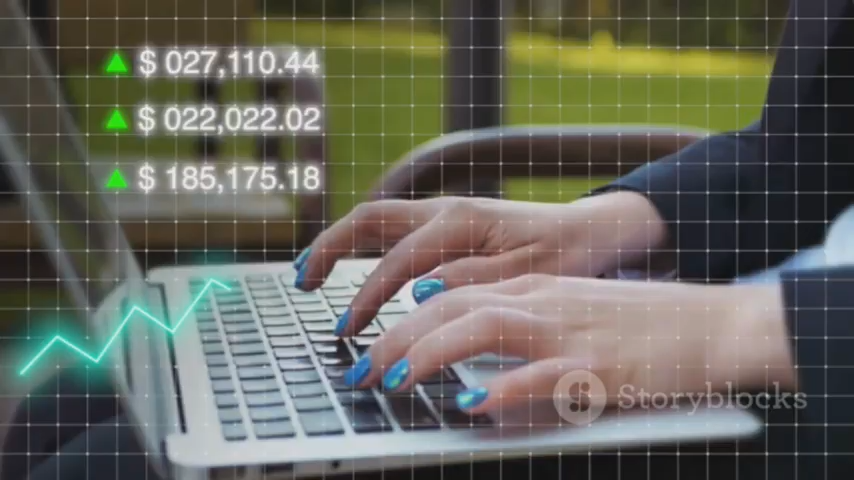 $ 027,110.44
$ 022,022.02
$ 185,175.18
Storyblocks